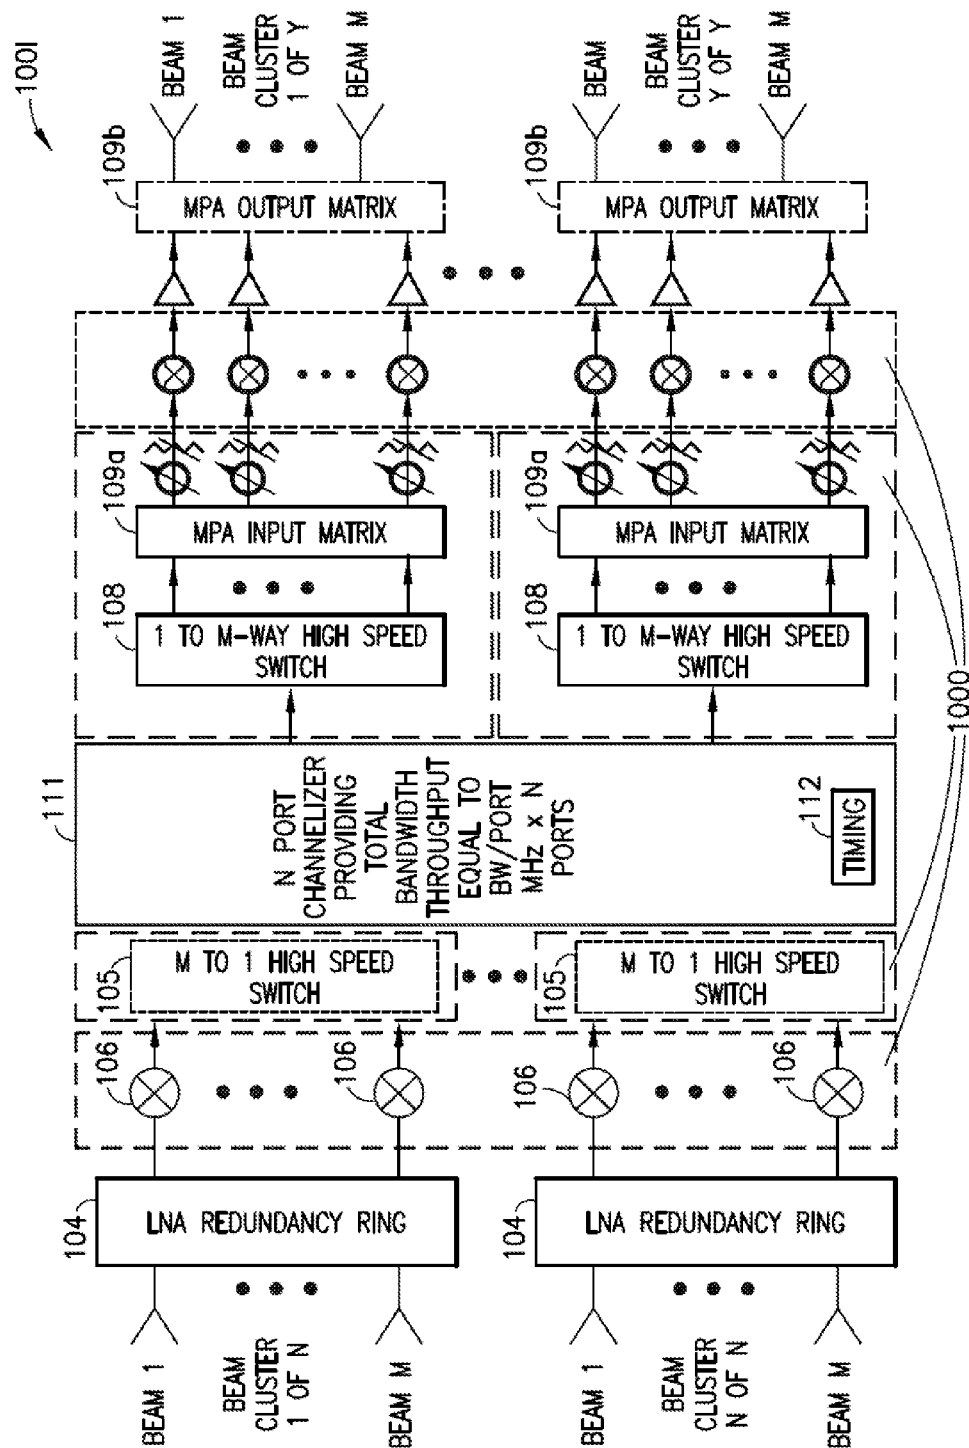 100I
BEAM 1
BEAM
CLUSTER
1 OF Y
BEAM M
BEAM
BEAM
CLUSTER
Y OF Y
BEAM M
109b
MPA OUTPUT MATRIX
109b
MPA OUTPUT MATRIX
109a
MPA INPUT MATRIX
109a
MPA INPUT MATRIX
108
1 TO M-WAY HIGH SPEED
SWITCH
108
1 TO M-WAY HIGH SPEED
SWITCH
1000
111
N PORT
CHANNELIZER
PROVIDING
TOTAL
BANDWIDTH
THROUGHPUT
EQUAL TO
BW/PORT
MHz x N
PORTS
112
TIMING
105
M TO 1 HIGH SPEED
SWITCH
105
M TO 1 HIGH SPEED
SWITCH
106
106
106
106
104
LNA REDUNDANCY RING
104
LNA REDUNDANCY RING
BEAM 1
BEAM
CLUSTER
1 OF N
BEAM M
BEAM 1
BEAM
CLUSTER
N OF N
BEAM M